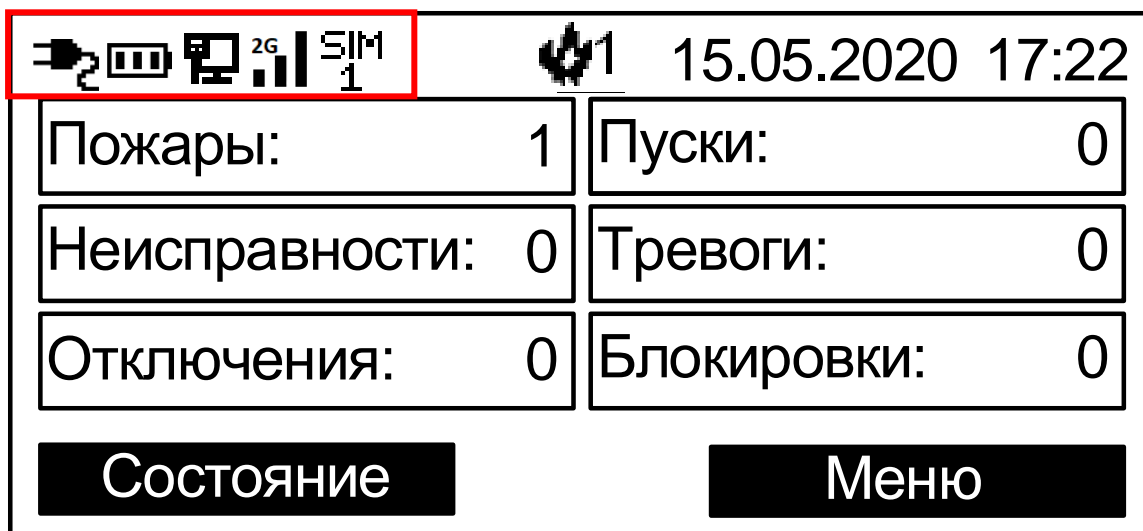 2G SIM 1 1 15.05.2020 17:22
Пожары: 1 Пуски: 0
Неисправности: 0 Тревоги: 0
Отключения: 0 Блокировки: 0
Состояние Меню